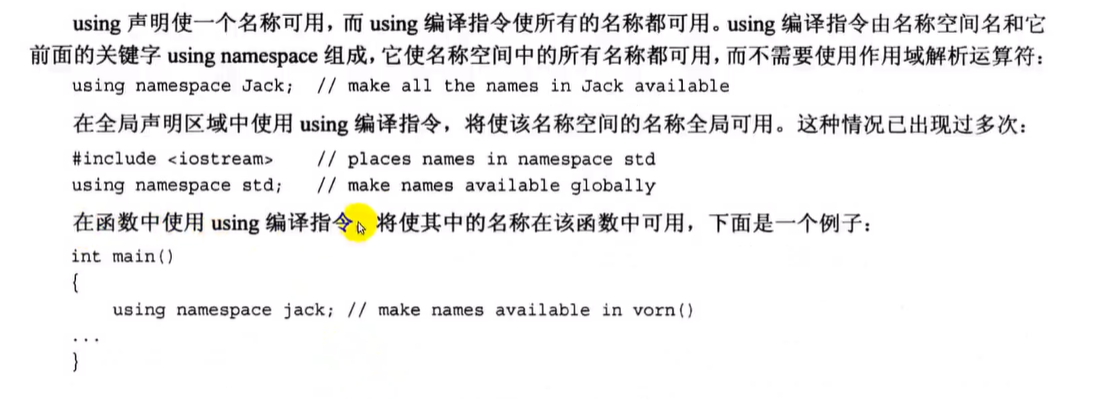 using 声明使一个名称可用，而 using 编译指令使所有的名称都可用。using 编译指令由名称空间名和它
前面的关键字 using namespace 组成，它使名称空间中的所有名称都可用，而不需要使用作用域解析运算符：
using namespace Jack;  // make all the names in Jack available
在全局声明区域中使用 using 编译指令，将使该名称空间的名称全局可用。这种情况已出现过多次：
#include <iostream>    // places names in namespace std
using namespace std;   // make names available globally
在函数中使用 using 编译指令，将使其中的名称在该函数中可用，下面是一个例子：
int main()
{
    using namespace jack; // make names available in vorn()
...
}